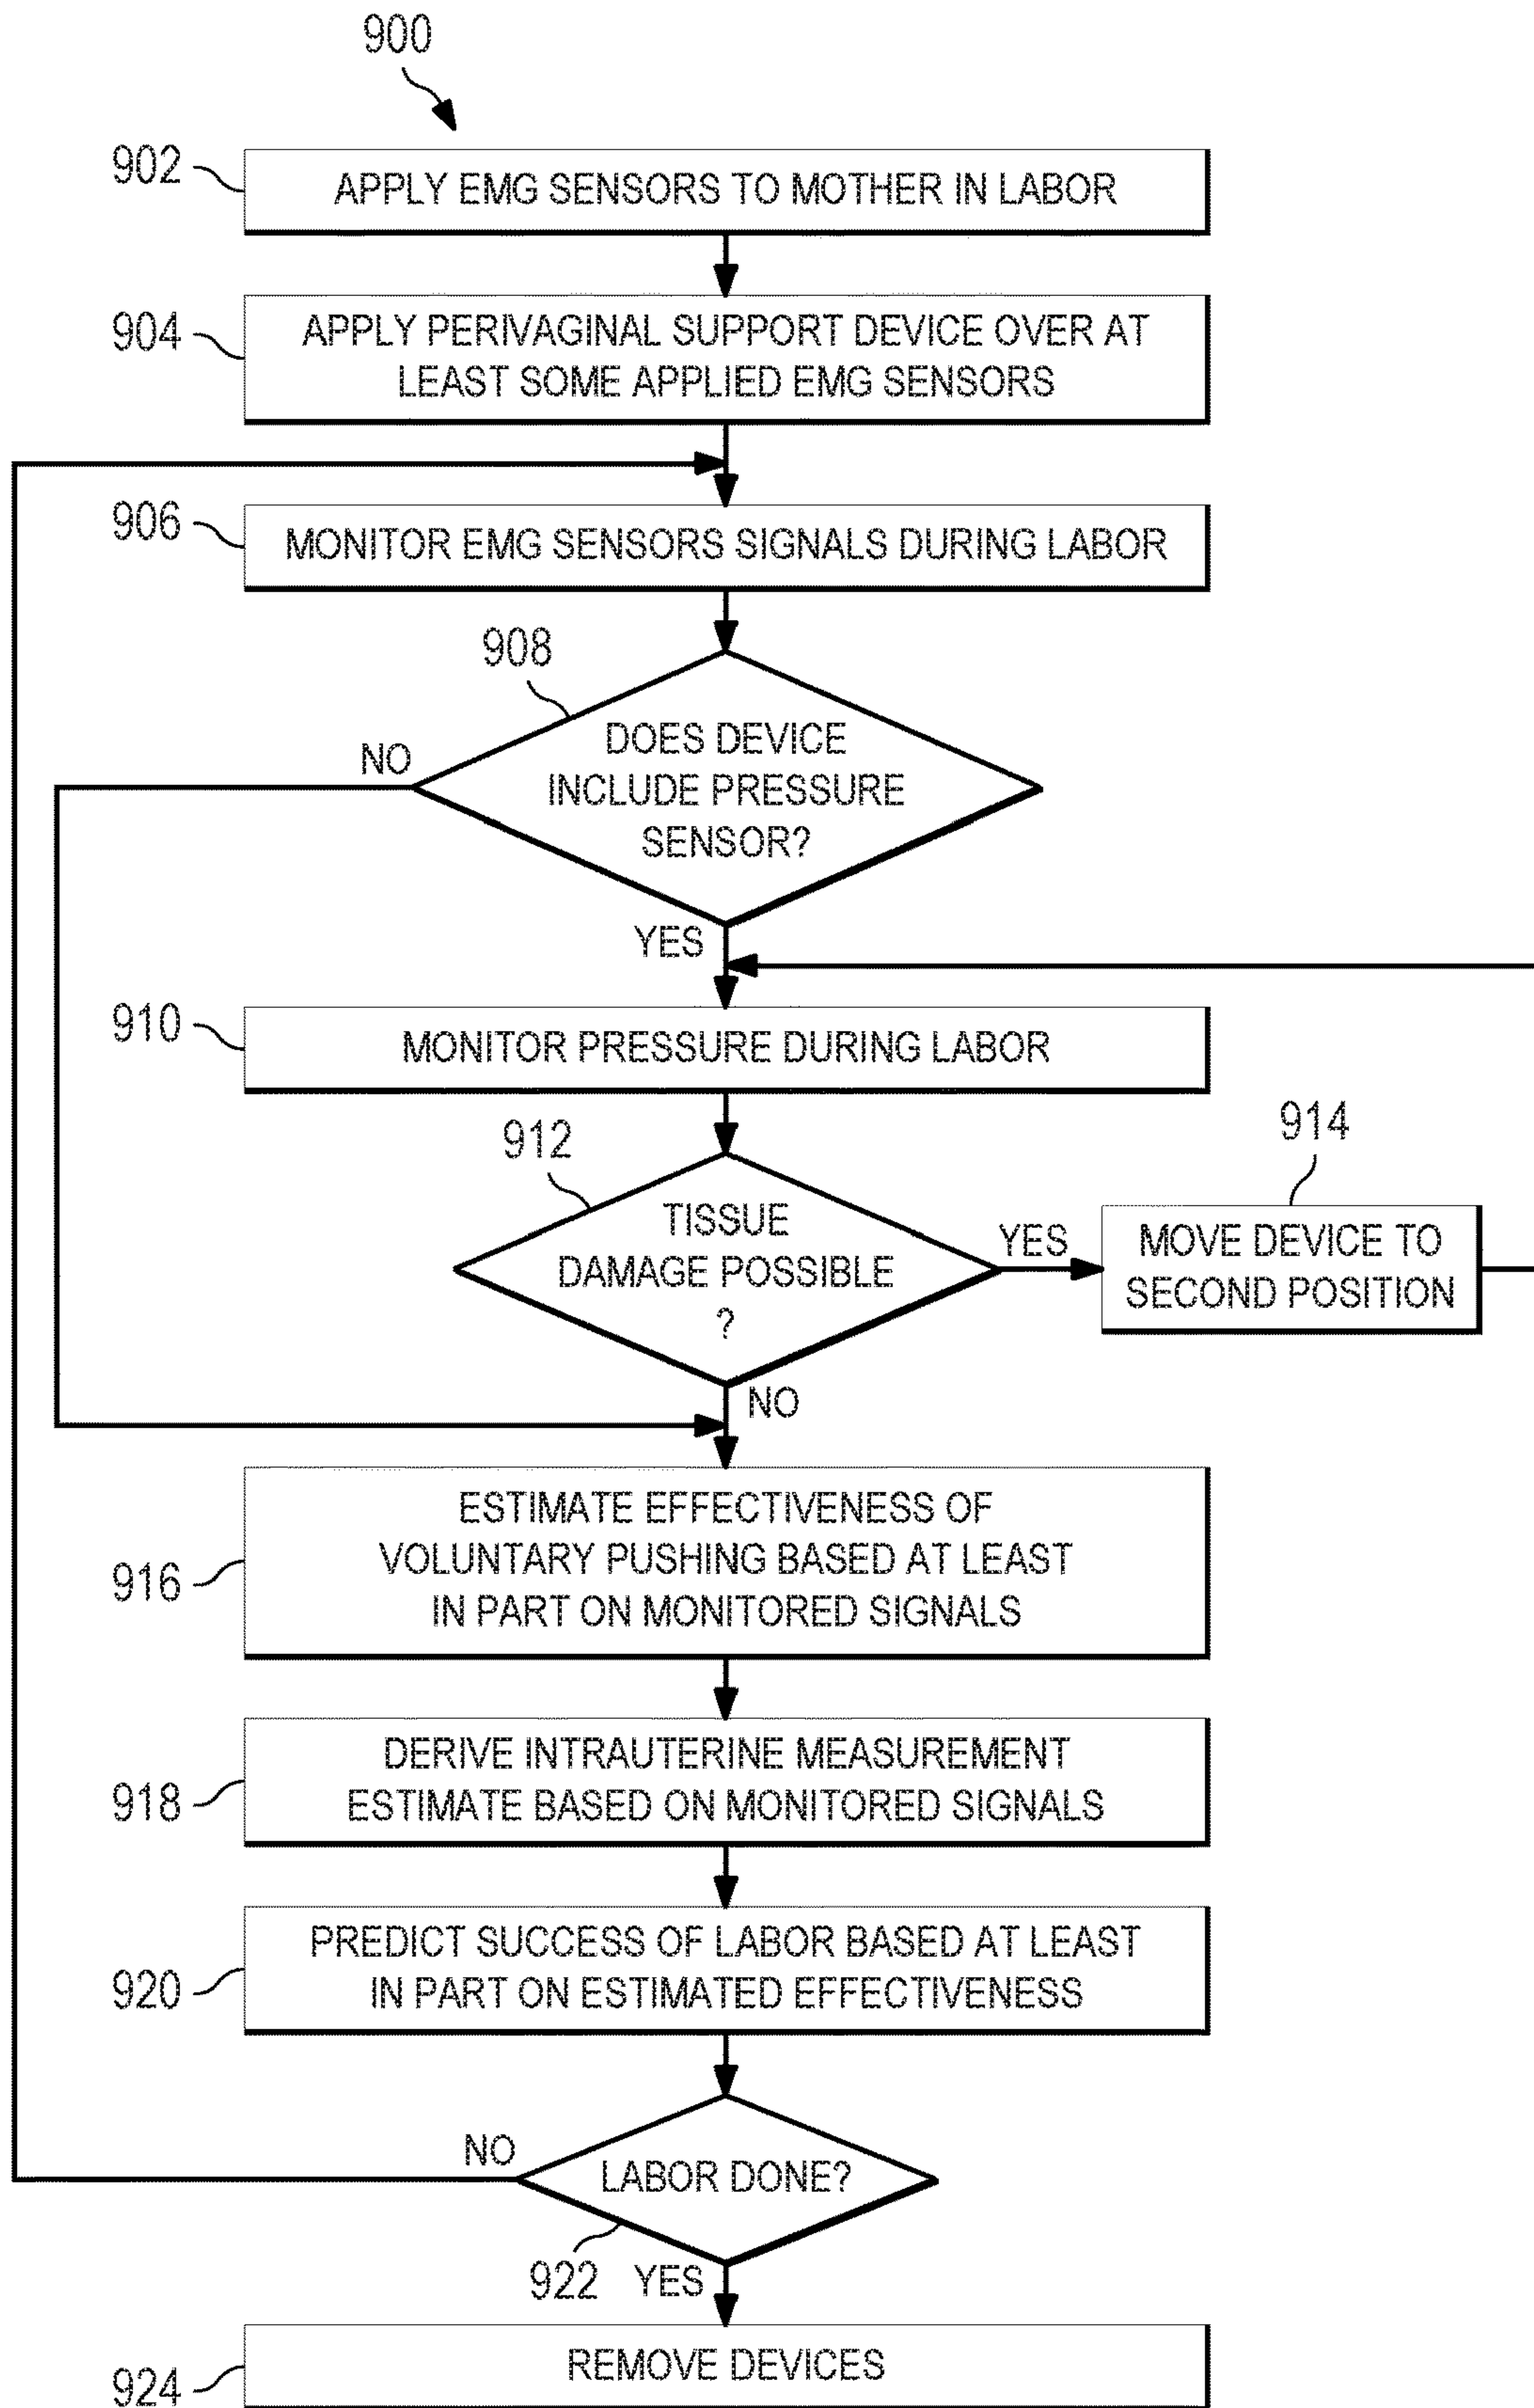 900
902
APPLY EMG SENSORS TO MOTHER IN LABOR
904
APPLY PERIVAGINAL SUPPORT DEVICE OVER AT
LEAST SOME APPLIED EMG SENSORS
906
MONITOR EMG SENSORS SIGNALS DURING LABOR
908
NO
DOES DEVICE
INCLUDE PRESSURE
SENSOR?
YES
910
MONITOR PRESSURE DURING LABOR
912
TISSUE
DAMAGE POSSIBLE
?
YES
914
MOVE DEVICE TO
SECOND POSITION
NO
916
ESTIMATE EFFECTIVENESS OF
VOLUNTARY PUSHING BASED AT LEAST
IN PART ON MONITORED SIGNALS
918
DERIVE INTRAUTERINE MEASUREMENT
ESTIMATE BASED ON MONITORED SIGNALS
920
PREDICT SUCCESS OF LABOR BASED AT LEAST
IN PART ON ESTIMATED EFFECTIVENESS
NO
LABOR DONE?
922
YES
924
REMOVE DEVICES